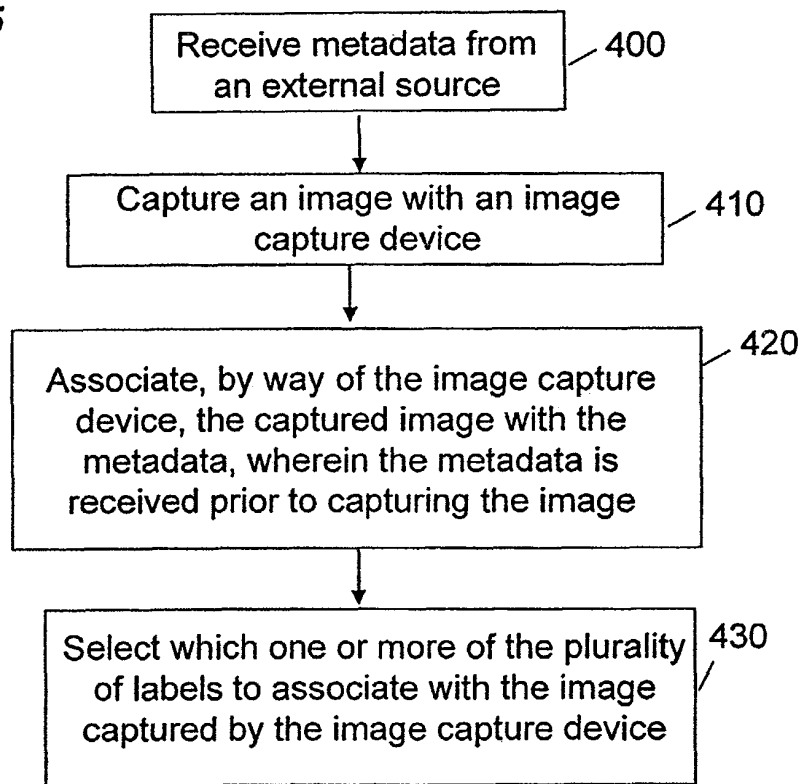 5
Receive metadata from
an external source
400
Capture an image with an image
capture device
410
Associate, by way of the image capture
device, the captured image with the
metadata, wherein the metadata is
received prior to capturing the image
420
Select which one or more of the plurality
of labels to associate with the image
captured by the image capture device
430